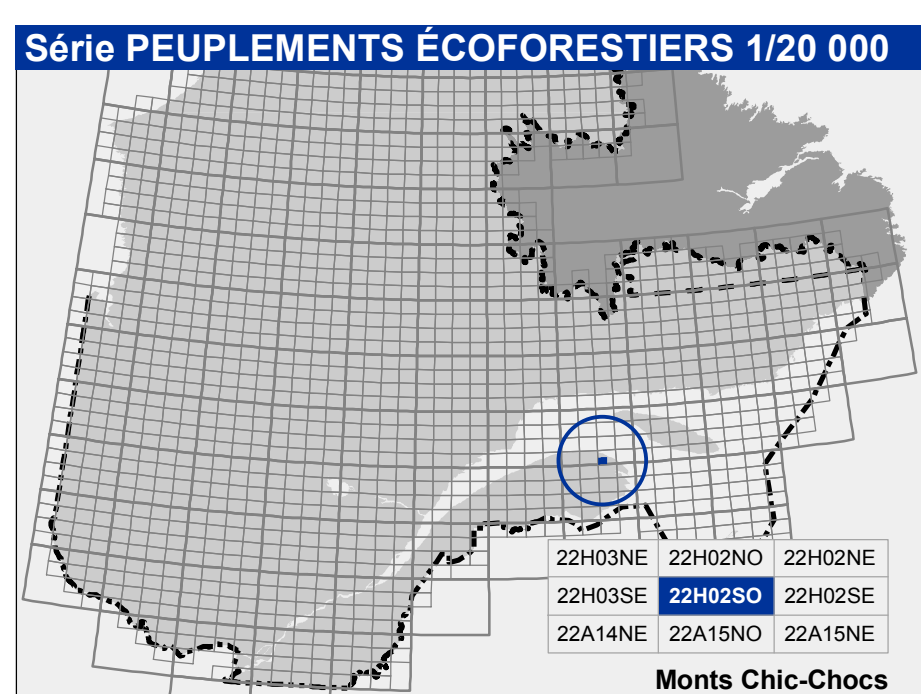 Série PEUPLEMENTS ÉCOFORESTIERS 1/20 000
22H03NE 22H02NO 22H02NE
22H03SE 22H02SO 22H02SE
22A14NE 22A15NO 22A15NE
Monts Chic-Chocs